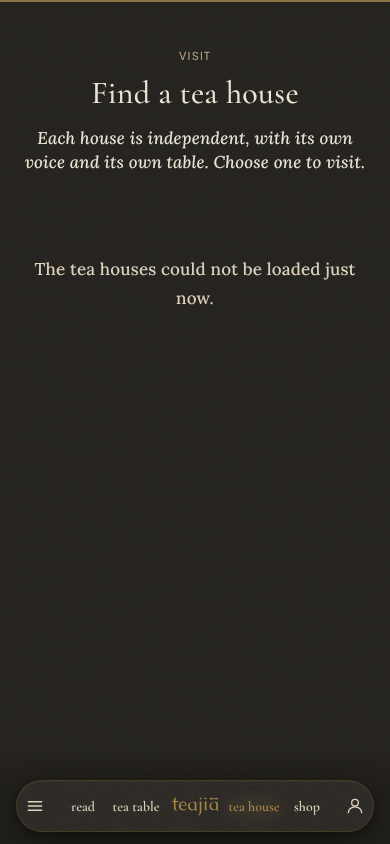 VISIT
Find a tea house
Each house is independent, with its own
voice and its own table. Choose one to visit.
The tea houses could not be loaded just
now.
read tea table teajiā tea house shop